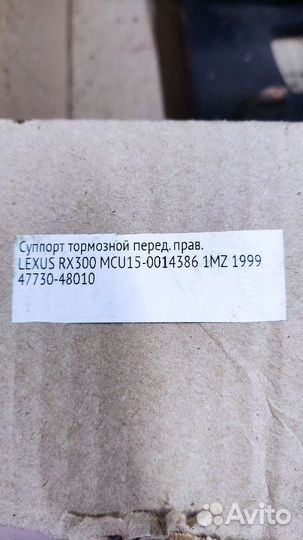 Суппорт тормозной перед. прав.
LEXUS RX300 MCU15-0014386 1MZ 1999
47730-48010
Avito